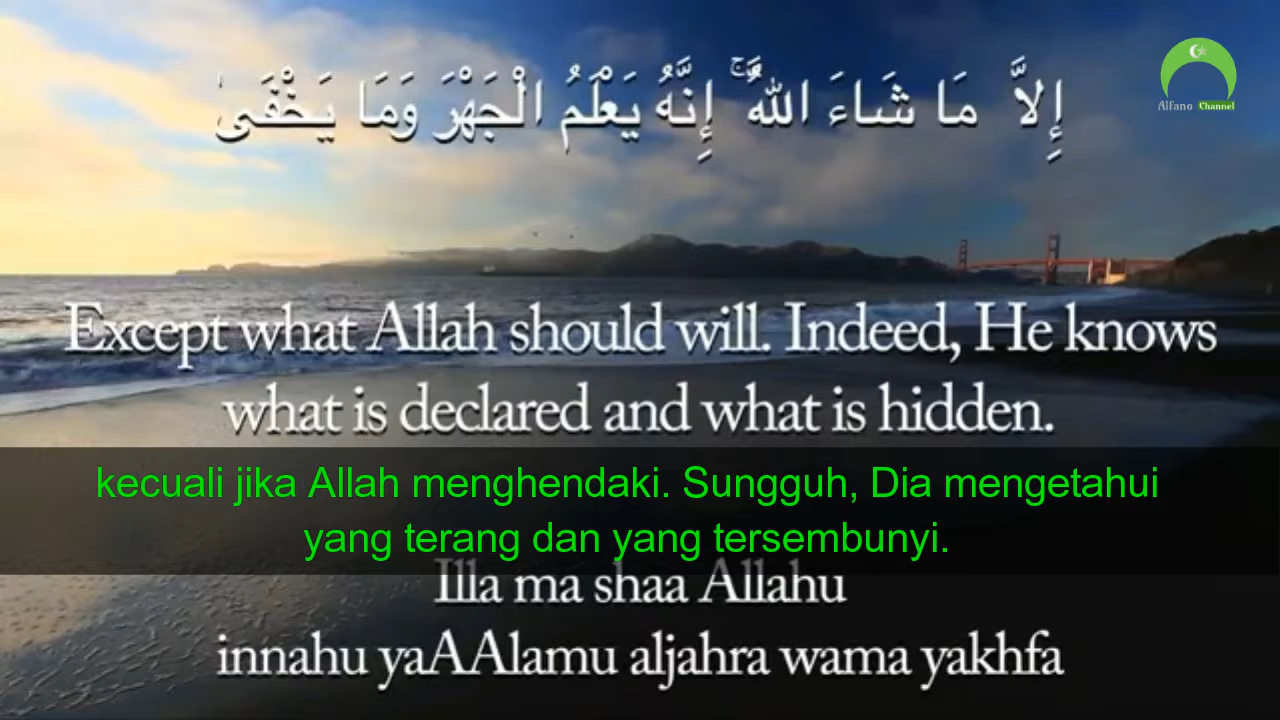 إِلاَّ مَا شَاءَ اللَّهُ ۚ إِنَّهُ يَعْلَمُ الْجَهْرَ وَمَا يَخْفَىٰ
Alfano Channel
Except what Allah should will. Indeed, He knows
what is declared and what is hidden.
kecuali jika Allah menghendaki. Sungguh, Dia mengetahui
yang terang dan yang tersembunyi.
Illa ma shaa Allahu
innahu yaAAlamu aljahra wama yakhfa